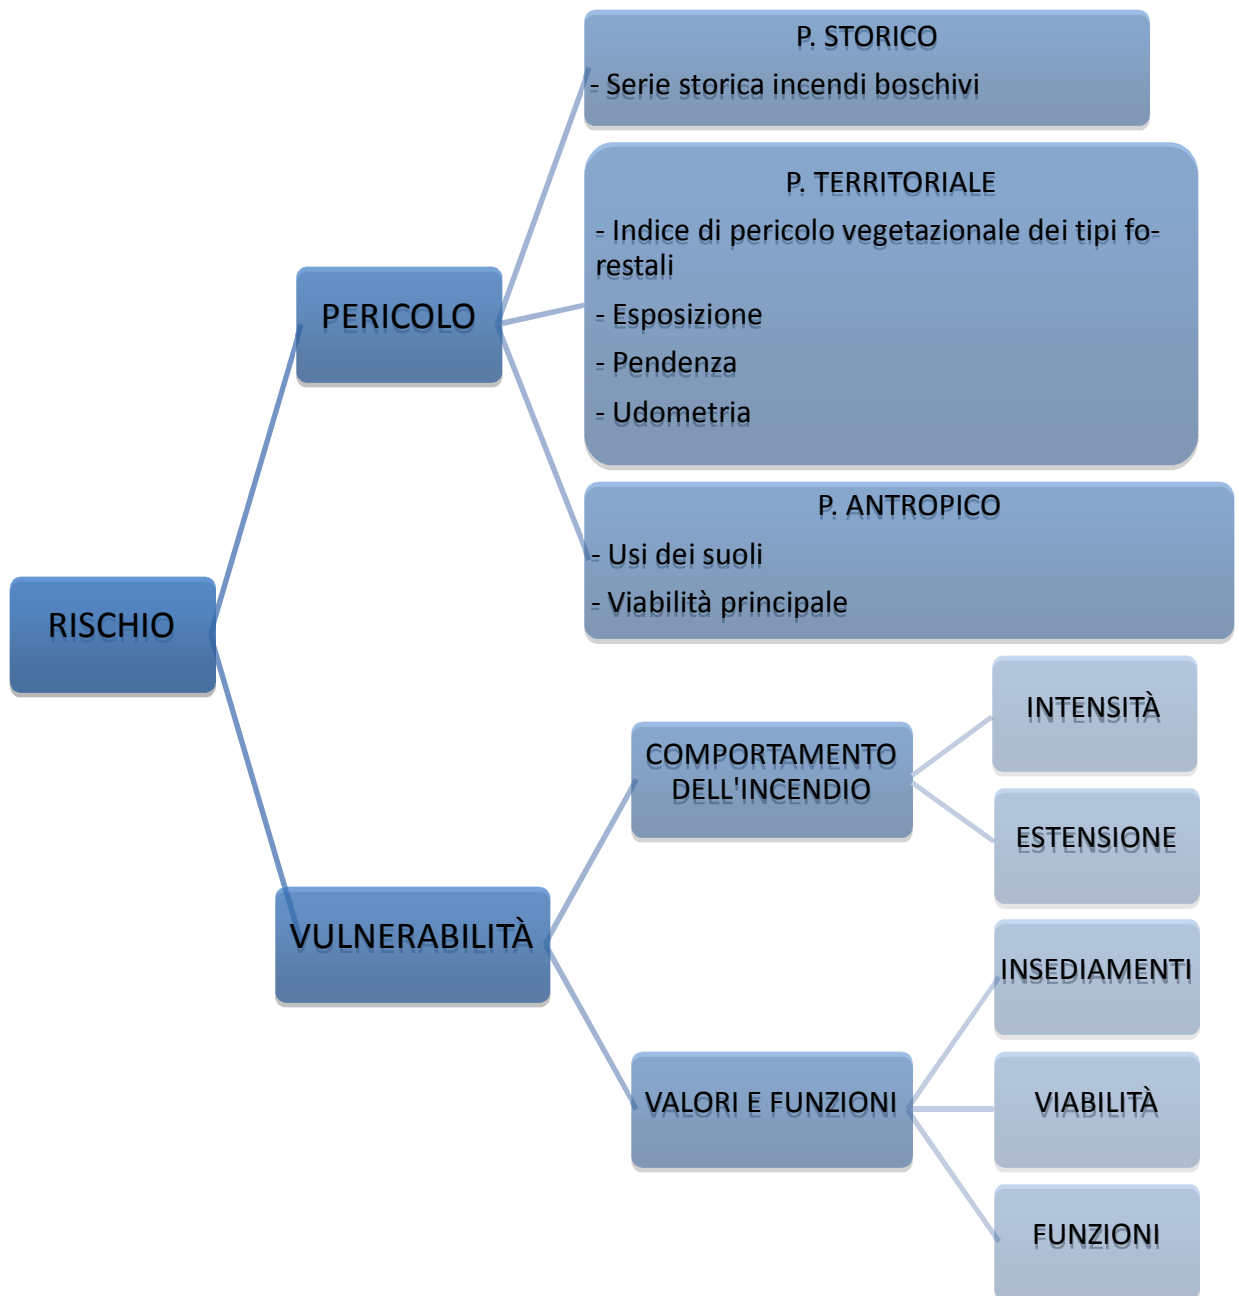 P. STORICO
- Serie storica incendi boschivi
P. TERRITORIALE
- Indice di pericolo vegetazionale dei tipi fo-
restali
- Esposizione
- Pendenza
- Udometria
PERICOLO
P. ANTROPICO
- Usi dei suoli
- Viabilità principale
RISCHIO
VULNERABILITÀ
COMPORTAMENTO
DELL'INCENDIO
INTENSITÀ
ESTENSIONE
VALORI E FUNZIONI
INSEDIAMENTI
VIABILITÀ
FUNZIONI